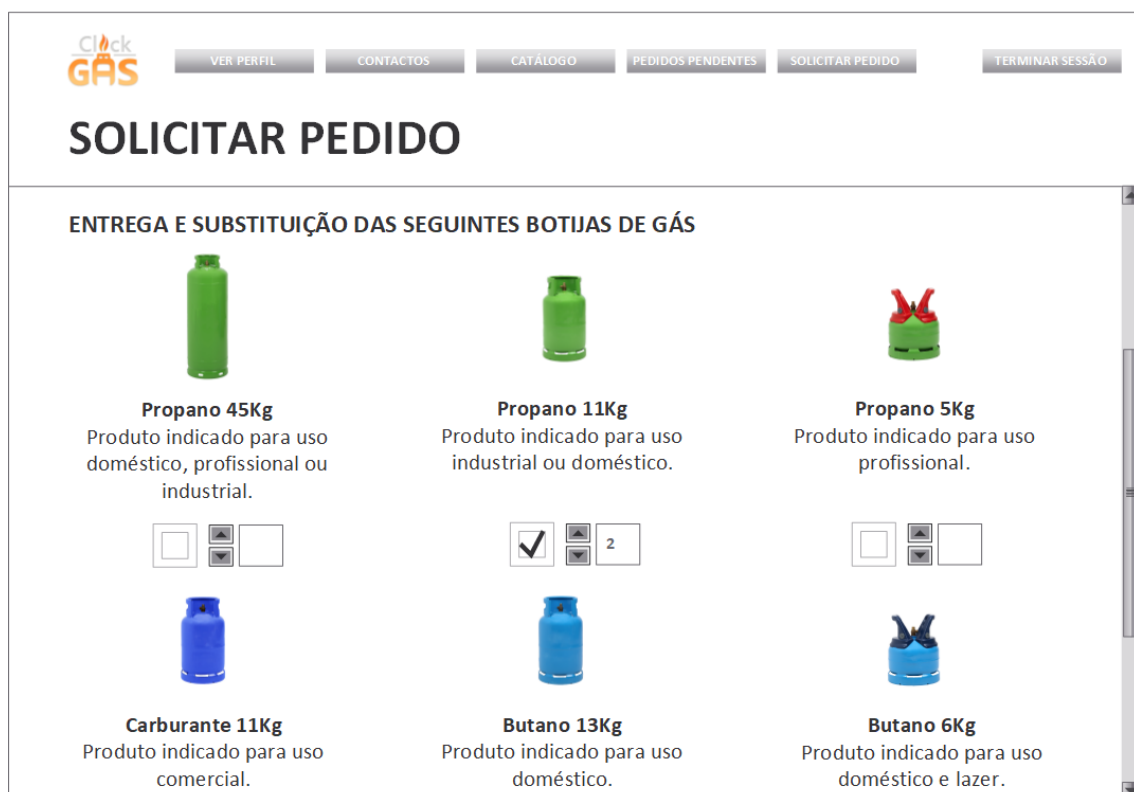 Click
GÁS
VER PERFIL
CONTACTOS
CATÁLOGO
PEDIDOS PENDENTES
SOLICITAR PEDIDO
TERMINAR SESSÃO
SOLICITAR PEDIDO
ENTREGA E SUBSTITUIÇÃO DAS SEGUINTES BOTIJAS DE GÁS
Propano 45Kg
Produto indicado para uso
doméstico, profissional ou
industrial.
Propano 11Kg
Produto indicado para uso
industrial ou doméstico.
Propano 5Kg
Produto indicado para uso
profissional.
2
Carburante 11Kg
Produto indicado para uso
comercial.
Butano 13Kg
Produto indicado para uso
doméstico.
Butano 6Kg
Produto indicado para uso
doméstico e lazer.